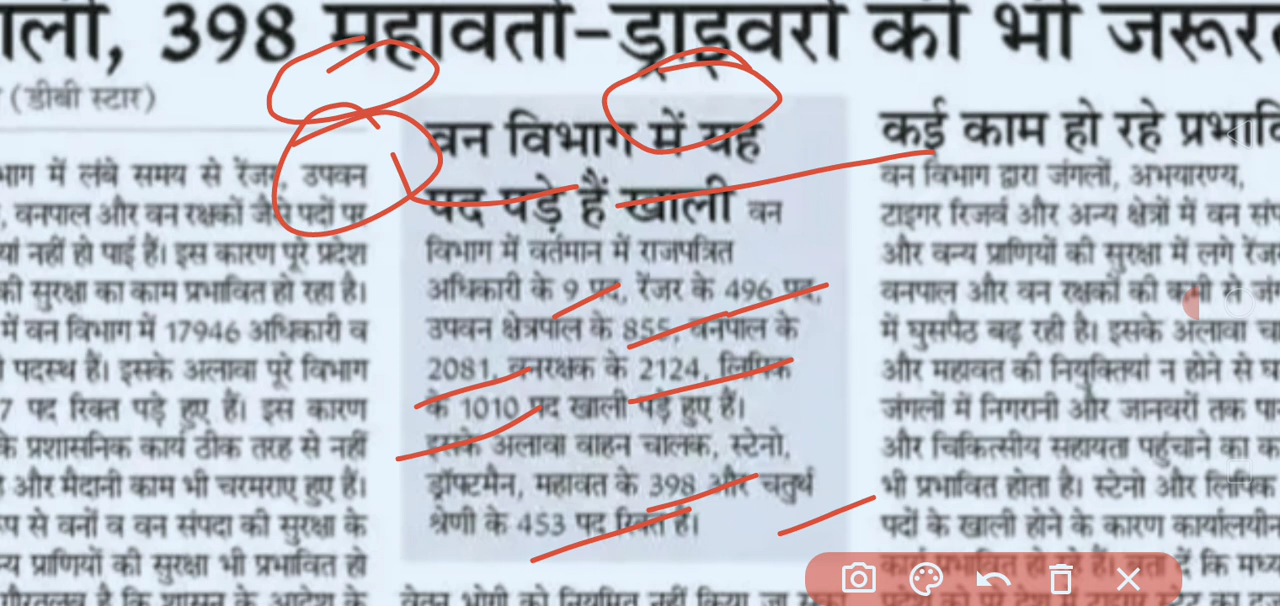 ली, 398 महावतों-ड्राइवरों की भी जरूर
(डीबी स्टार)
भाग में लंबे समय से रेंजर, उपवन
, वनपाल और वन रक्षकों जैसे पदों पर
यां नहीं हो पाई हैं। इस कारण पूरे प्रदेश
की सुरक्षा का काम प्रभावित हो रहा है।
में वन विभाग में 17946 अधिकारी व
पदस्थ हैं। इसके अलावा पूरे विभाग
7 पद रिक्त पड़े हुए हैं। इस कारण
के प्रशासनिक कार्य ठीक तरह से नहीं
और मैदानी काम भी चरमराए हुए हैं।
प से वनों व वन संपदा की सुरक्षा के
न्य प्राणियों की सुरक्षा भी प्रभावित हो
है कि शासन के आदेश के
वन विभाग में यह
पद पड़े हैं खाली वन
विभाग में वर्तमान में राजपत्रित
अधिकारी के 9 पद, रेंजर के 496 पद,
उपवन क्षेत्रपाल के 855, वनपाल के
2081, वनरक्षक के 2124, लिपिक
के 1010 पद खाली पड़े हुए हैं।
इसके अलावा वाहन चालक, स्टेनो,
ड्रॉफ्टमैन, महावत के 398 और चतुर्थ
श्रेणी के 453 पद रिक्त हैं।
को नियमित नहीं किया जा
कई काम हो रहे प्रभावि
वन विभाग द्वारा जंगलों, अभयारण्य,
टाइगर रिजर्व और अन्य क्षेत्रों में वन संप
और वन्य प्राणियों की सुरक्षा में लगे रेंजर
वनपाल और वन रक्षकों की कमी से जं
में घुसपैठ बढ़ रही है। इसके अलावा च
और महावत की नियुक्तियां न होने से घ
जंगलों में निगरानी और जानवरों तक पा
और चिकित्सीय सहायता पहुंचाने का क
भी प्रभावित होता है। स्टेनो और लिपिक
पदों के खाली होने के कारण कार्यालयीन
दें कि मध्य